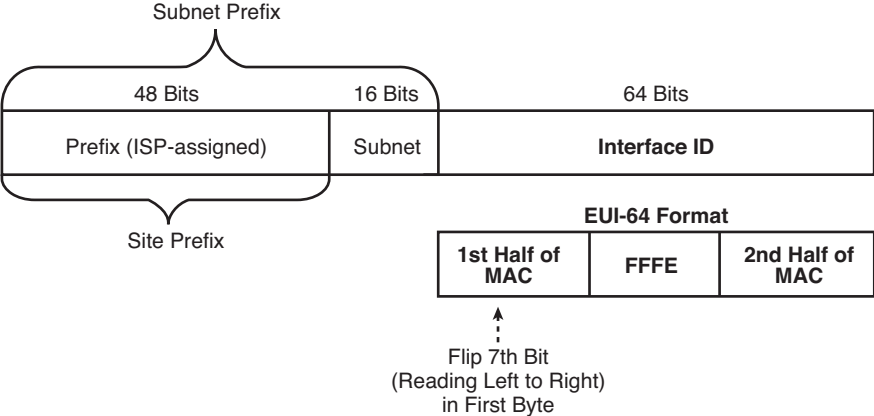 Subnet Prefix
48 Bits
16 Bits
64 Bits
Prefix (ISP-assigned)
Subnet
Interface ID
Site Prefix
EUI-64 Format
1st Half of
MAC
FFFE
2nd Half of
MAC
Flip 7th Bit
(Reading Left to Right)
in First Byte